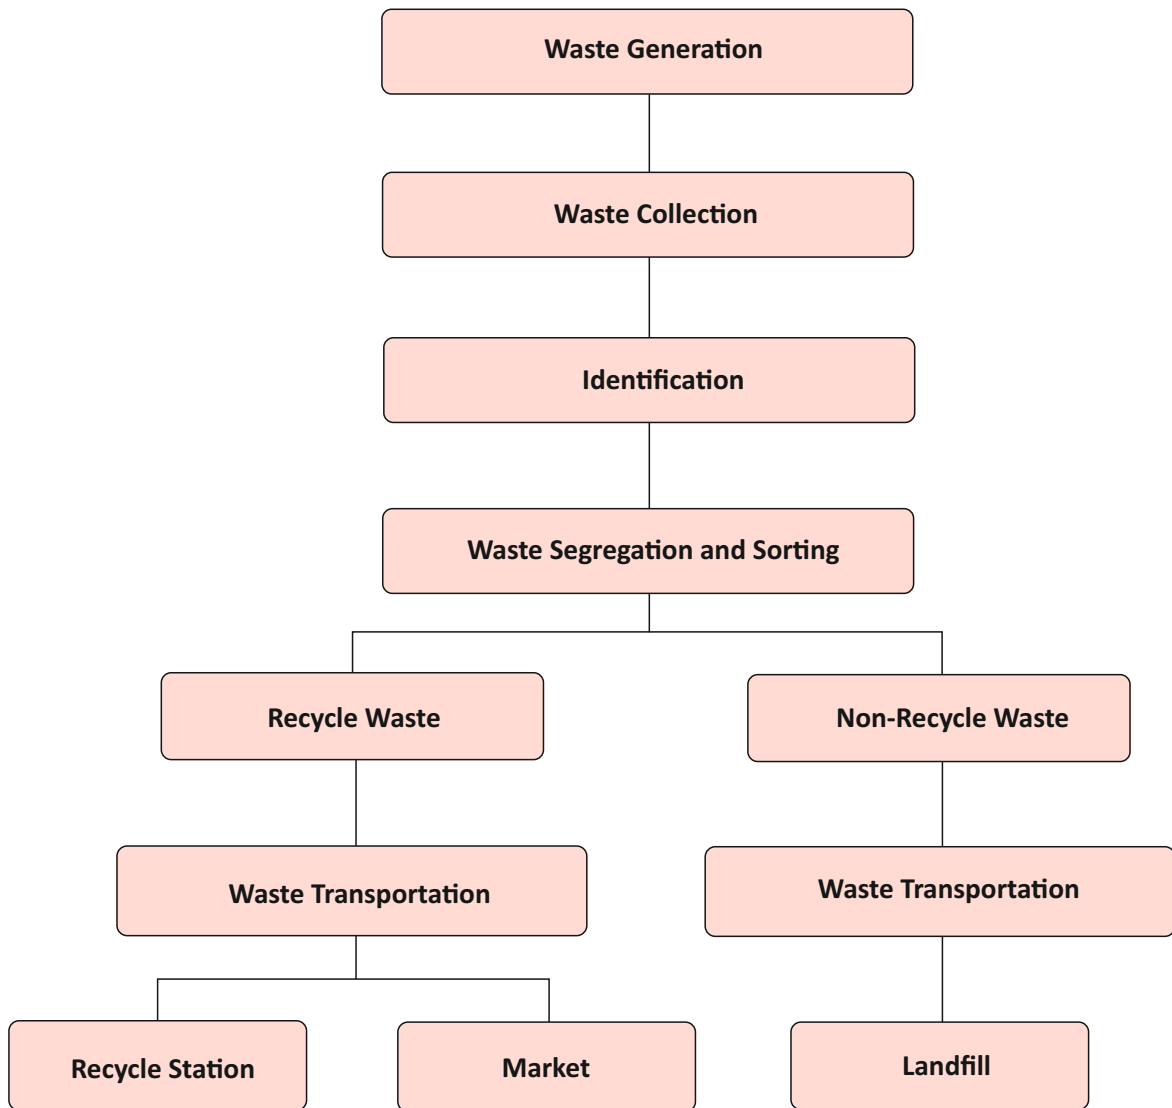 Waste Generation
Waste Collection
Identification
Waste Segregation and Sorting
Recycle Waste
Non-Recycle Waste
Waste Transportation
Waste Transportation
Recycle Station
Market
Landfill